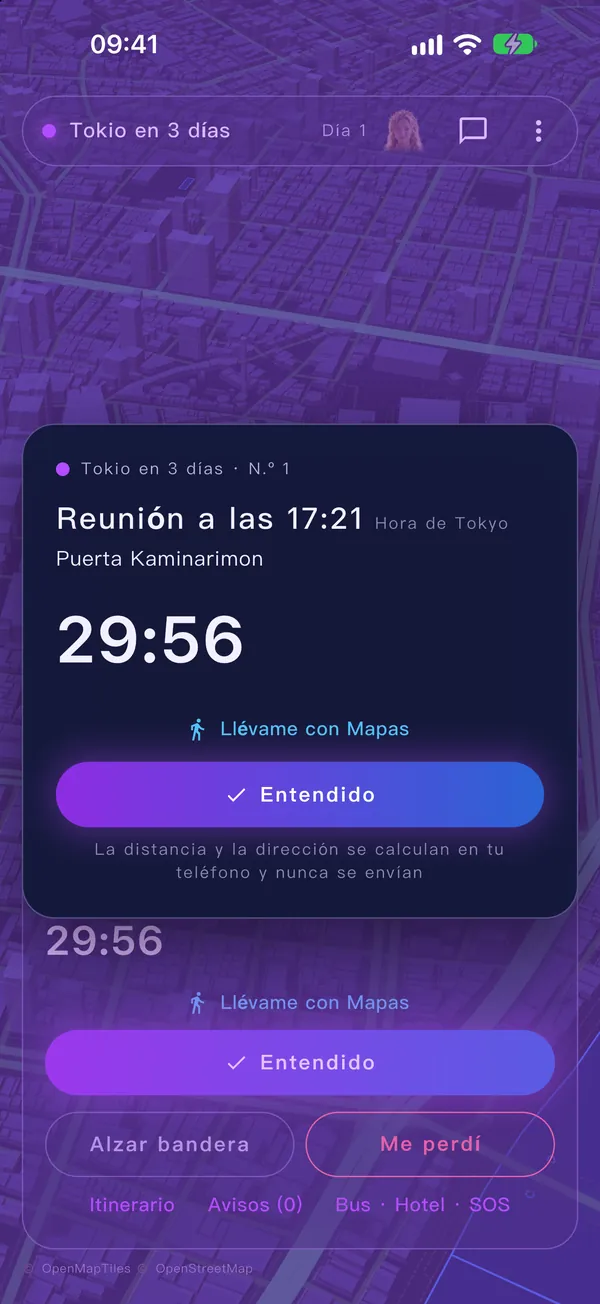 09:41
Tokio en 3 días
Día 1
Tokio en 3 días · N.º 1
Reunión a las 17:21 Hora de Tokyo
Puerta Kaminarimon
29:56
Llévame con Mapas
Entendido
La distancia y la dirección se calculan en tu
teléfono y nunca se envían
29:56
Llévame con Mapas
Entendido
Alzar bandera
Me perdí
Itinerario
Avisos (0)
Bus · Hotel · SOS
© OpenMapTiles © OpenStreetMap